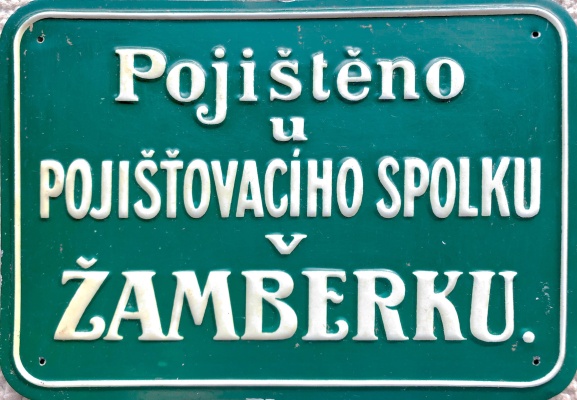 Pojištěno
u
POJIŠŤOVACÍHO SPOLKU
v
ŽAMBERKU.